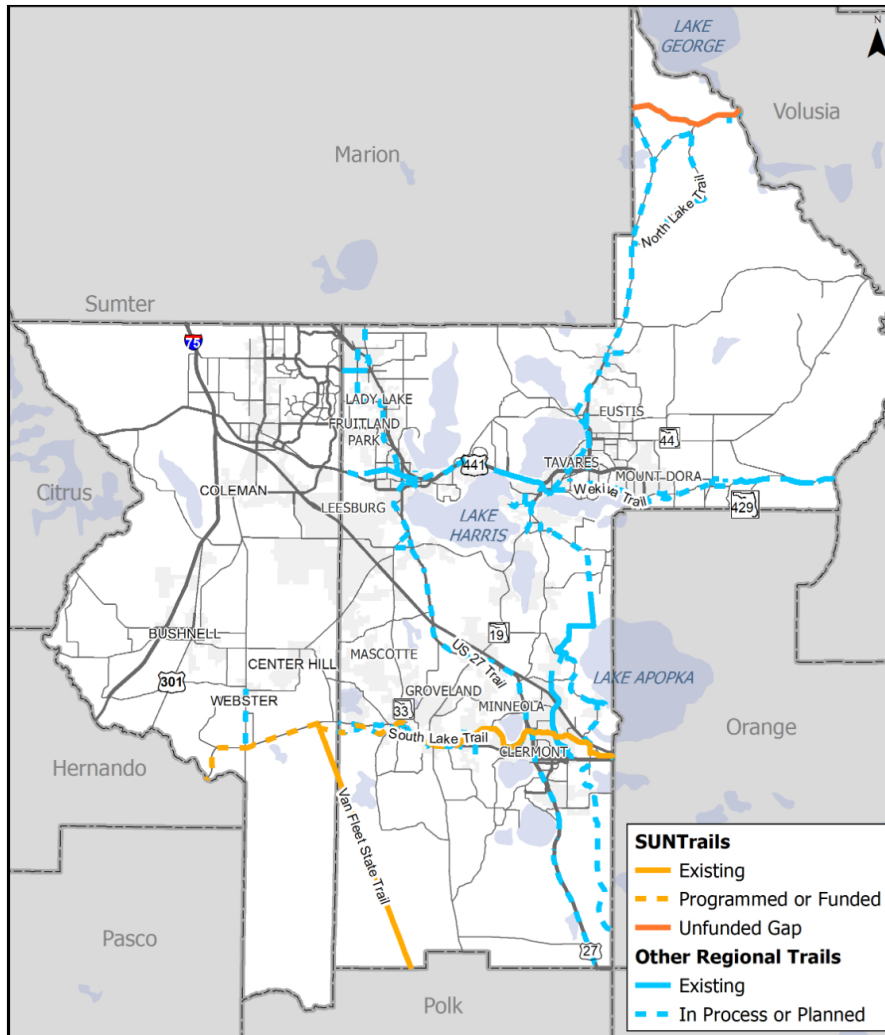 LAKE
GEORGE
N
Volusia
Marion
North Lake Trail
Sumter
75
LADY LAKE
FRUITLAND
PARK
EUSTIS
44
441
TAVARES
MOUNT DORA
Wekiva Trail
Citrus
COLEMAN
LEESBURG
LAKE
HARRIS
429
19
BUSHNELL
MASCOTTE
US 27 Trail
CENTER HILL
301
WEBSTER
GROVELAND
LAKE APOPKA
33
MINNEOLA
South Lake Trail
Orange
CLERMONT
Hernando
Van Fleet State Trail
Pasco
27
Polk
SUNTrails
Existing
Programmed or Funded
Unfunded Gap
Other Regional Trails
Existing
In Process or Planned